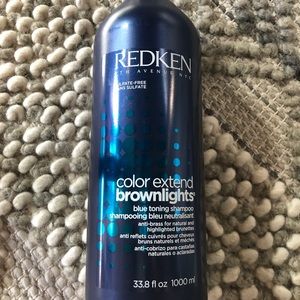 REDKEN
5TH AVENUE NYC
SULFATE-FREE
SANS SULFATE
color extend
brownlights
blue toning shampoo
shampooing bleu neutralisant
anti-brass for natural and
highlighted brunettes
anti reflets cuivrés pour cheveux
bruns naturels et méchés
anti-cobrizo para castañas
naturales o aclaradas
33.8 fl oz 1000 ml